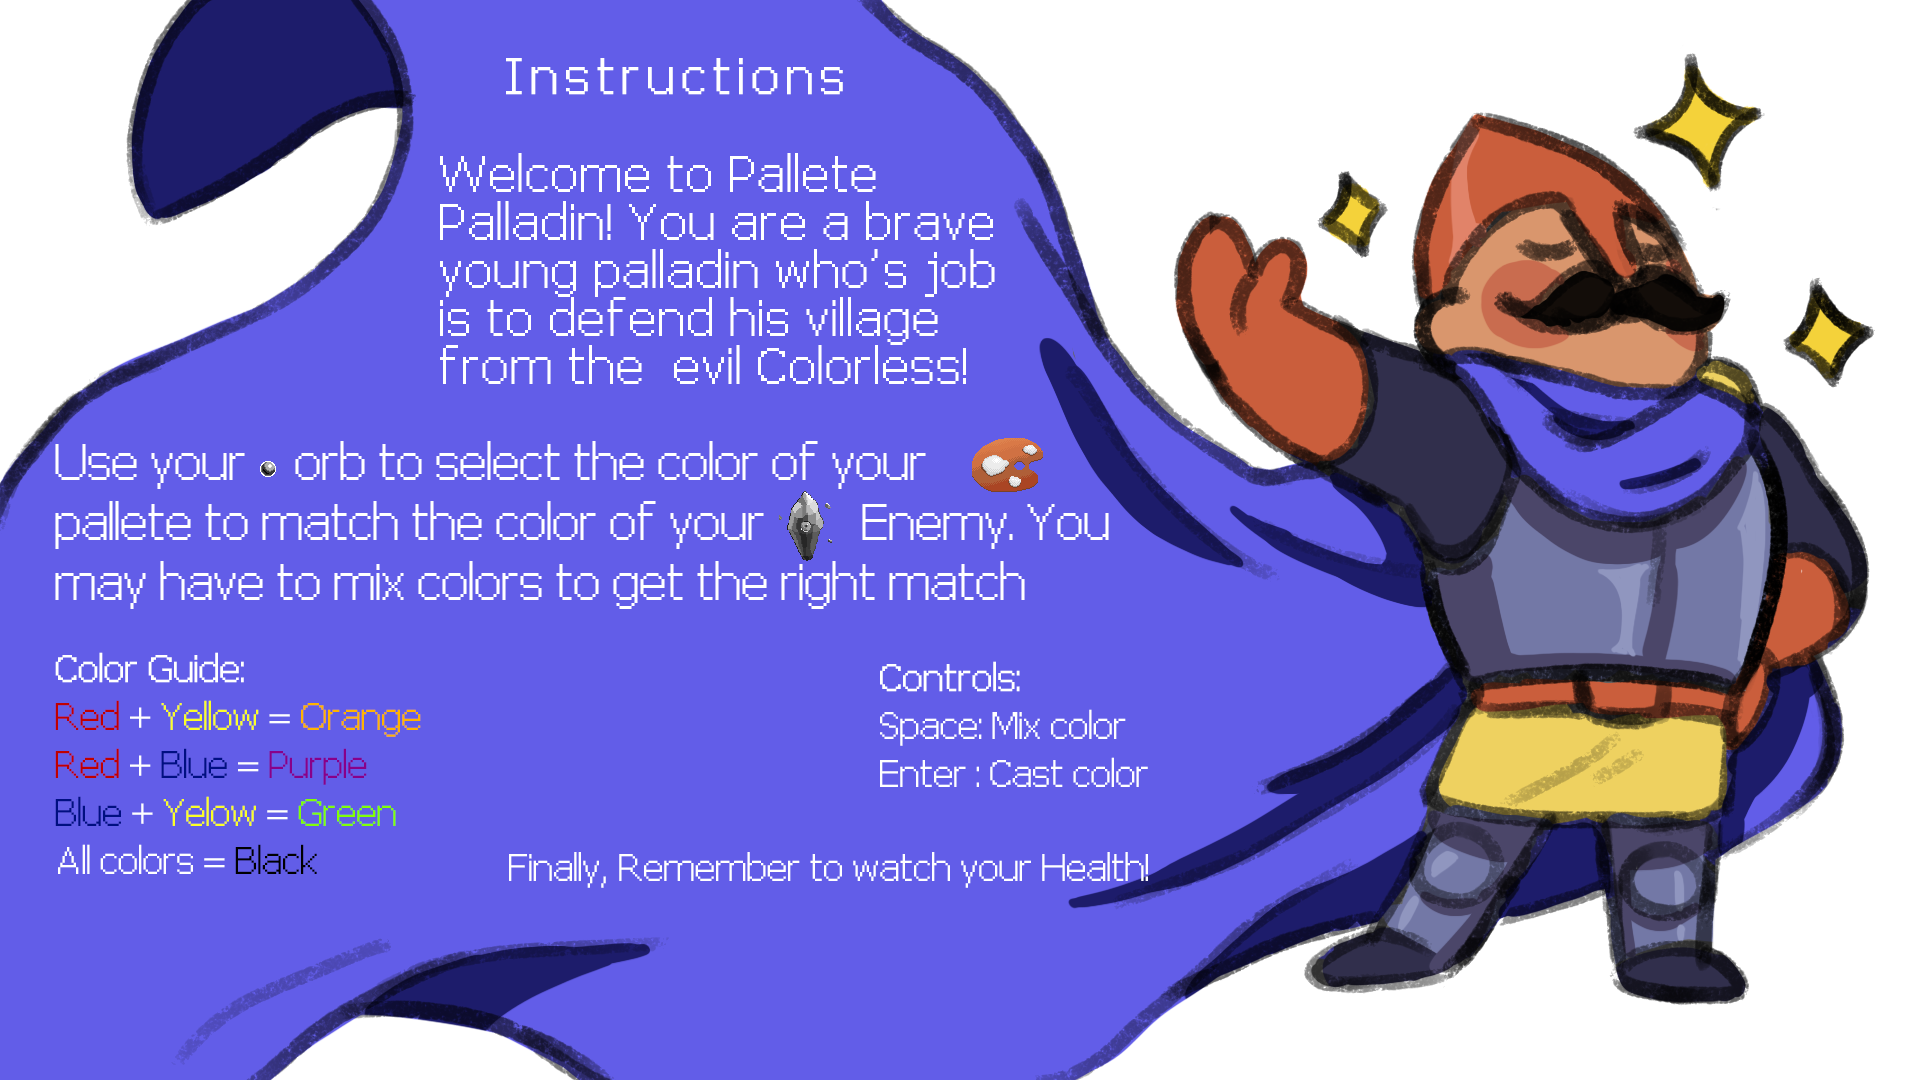 Instructions
Welcome to Pallete
Palladin! You are a brave
young palladin who's job
is to defend his village
from the evil Colorless!
Use your orb to select the color of your
pallete to match the color of your Enemy. You
may have to mix colors to get the right match
Color Guide:
Red + Yellow = Orange
Red + Blue = Purple
Blue + Yelow = Green
All colors = Black
Controls:
Space: Mix color
Enter : Cast color
Finally, Remember to watch your Health!